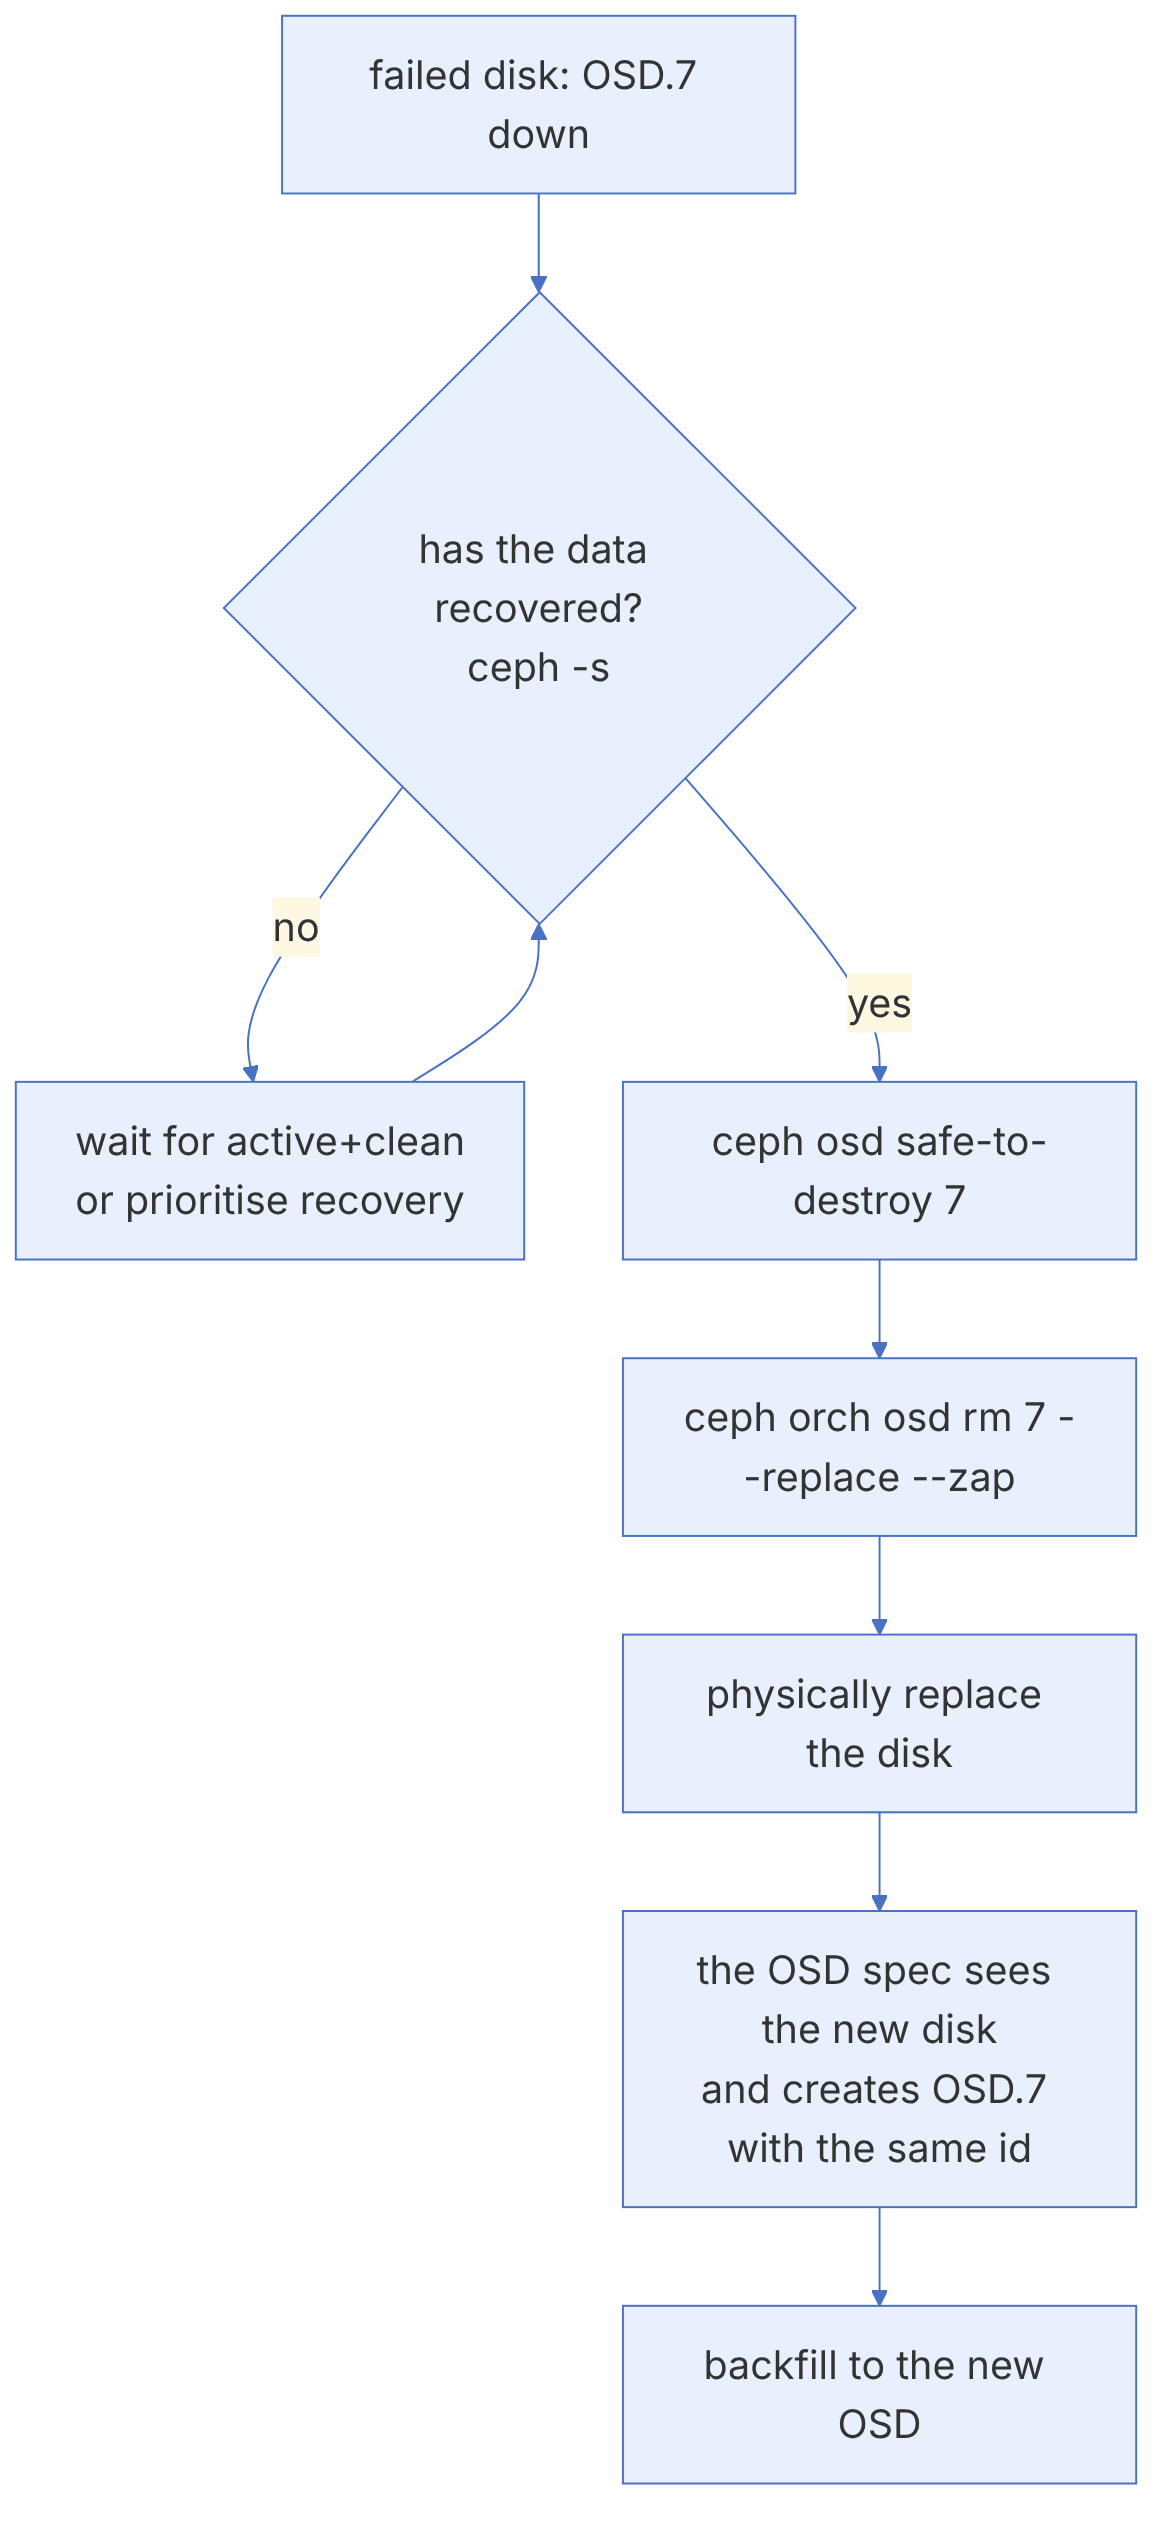 failed disk: OSD.7
down
has the data
recovered?
ceph -s
no
yes
wait for active+clean
or prioritise recovery
ceph osd safe-to-
destroy 7
ceph orch osd rm 7 -
-replace --zap
physically replace
the disk
the OSD spec sees
the new disk
and creates OSD.7
with the same id
backfill to the new
OSD